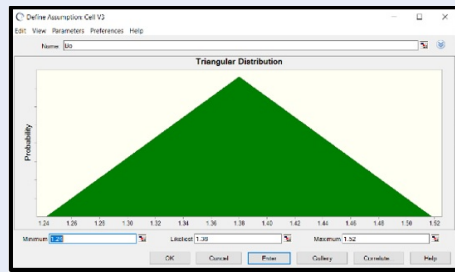 Define Assumption: Cell V3
Edit View Parameters Preferences Help
Name:
Triangular Distribution
Probability
1.24 1.26 1.28 1.30 1.32 1.34 1.36 1.38 1.40 1.42 1.44 1.46 1.48 1.50 1.52
Minimum 1.24 Likeliest 1.38 Maximum 1.52
OK Cancel Enter Gallery Correlate... Help